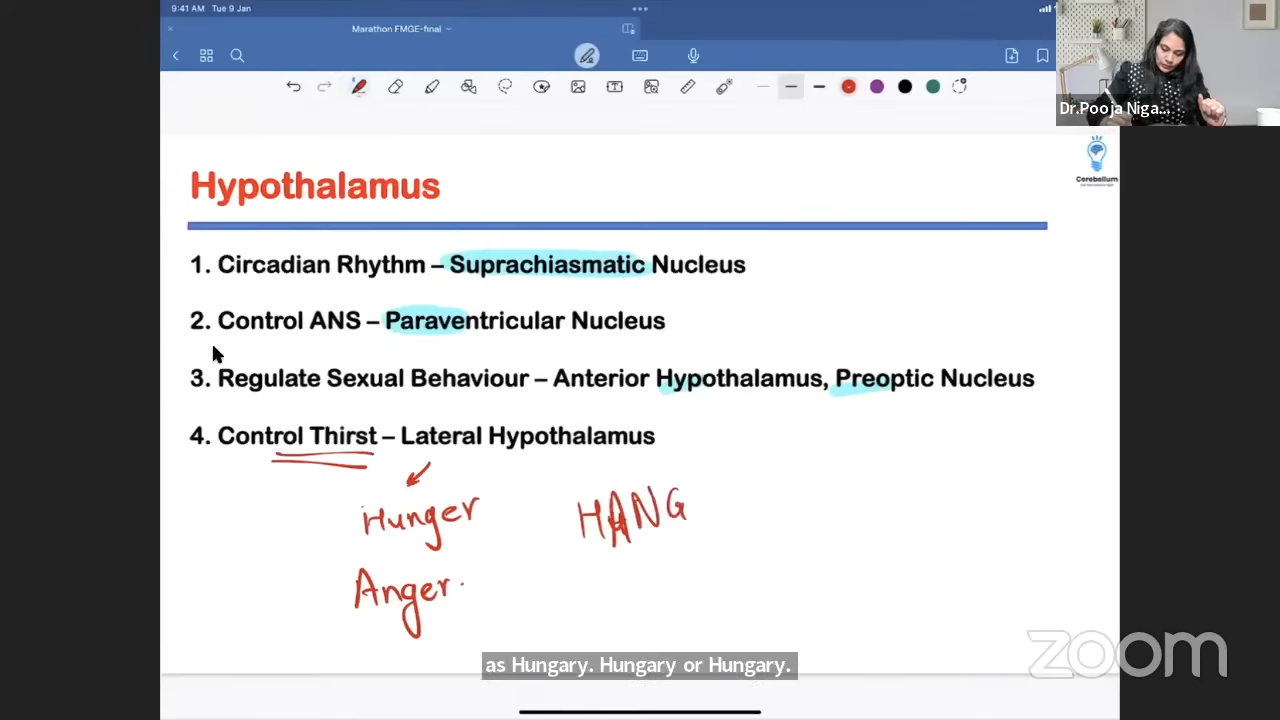 9:41 AM Tue 9 Jan
Marathon FMGE-final
Dr.Pooja Niga...
Cerebellum
Hypothalamus
1. Circadian Rhythm – Suprachiasmatic Nucleus
2. Control ANS – Paraventricular Nucleus
3. Regulate Sexual Behaviour – Anterior Hypothalamus, Preoptic Nucleus
4. Control Thirst – Lateral Hypothalamus
Hunger
HANG
Anger
as Hungary. Hungary or Hungary.
zoom